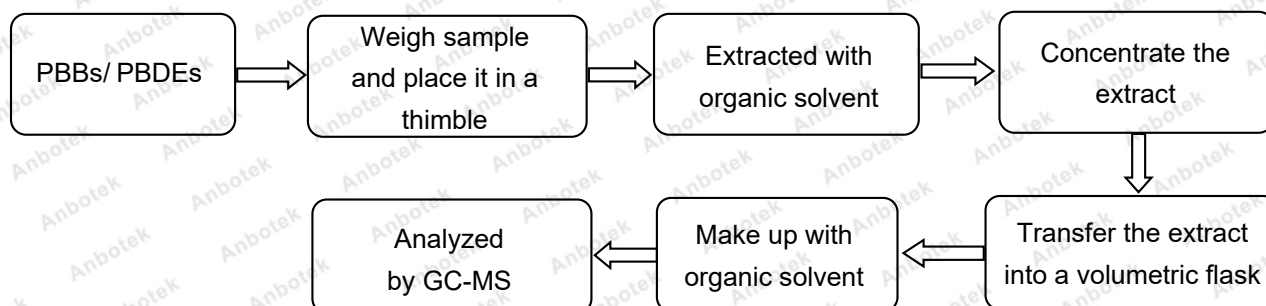 PBBs/ PBDEs
Weigh sample
and place it in a
thimble
Extracted with
organic solvent
Concentrate the
extract
Transfer the extract
into a volumetric flask
Make up with
organic solvent
Analyzed
by GC-MS
Anbotek